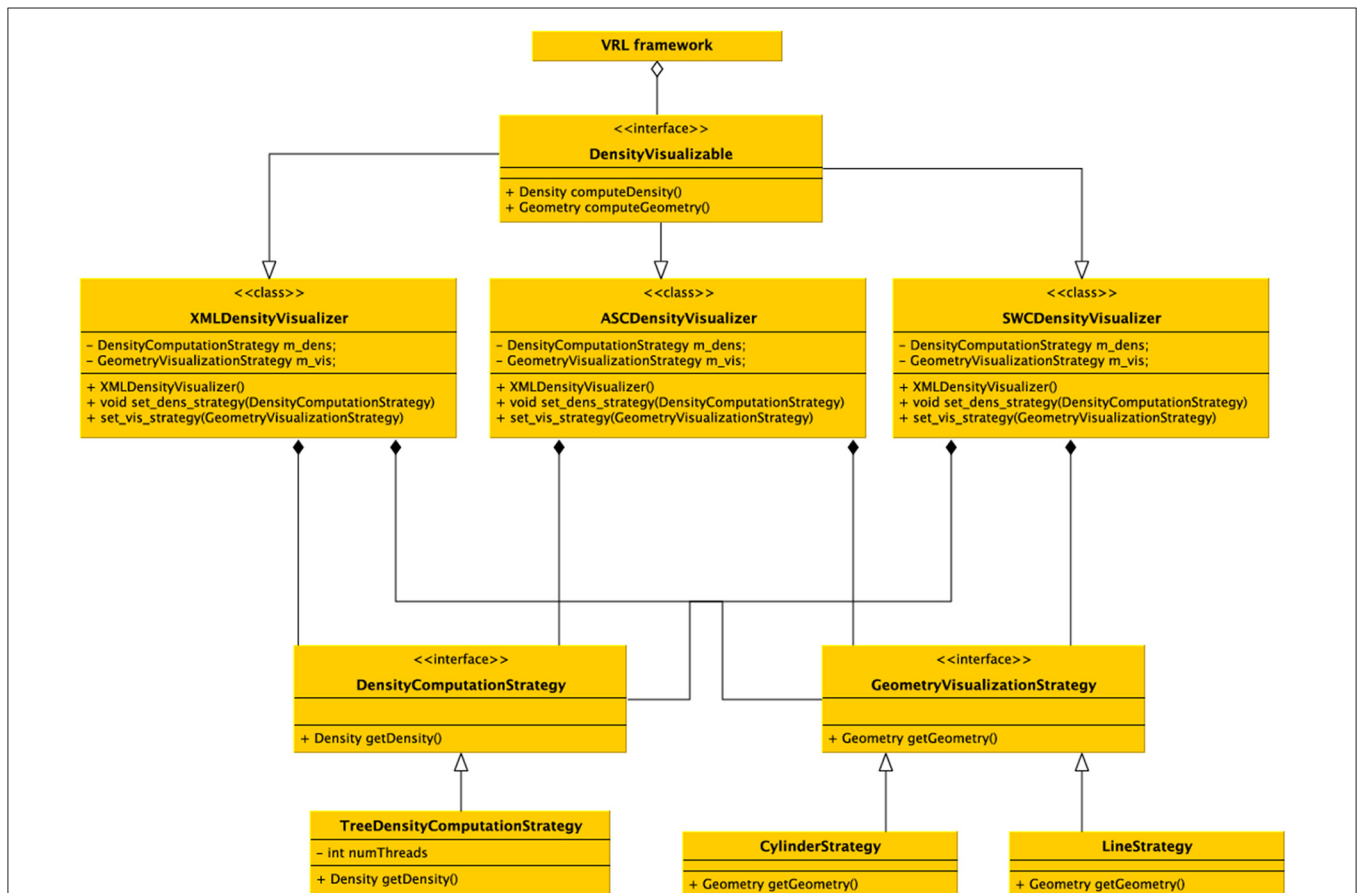 VRL framework
<<interface>>
DensityVisualizable
+ Density computeDensity()
+ Geometry computeGeometry()
<<class>>
XMLDensityVisualizer
– DensityComputationStrategy m_dens;
– GeometryVisualizationStrategy m_vis;
+ XMLDensityVisualizer()
+ void set_dens_strategy(DensityComputationStrategy)
+ set_vis_strategy(GeometryVisualizationStrategy)
<<class>>
ASCDensityVisualizer
– DensityComputationStrategy m_dens;
– GeometryVisualizationStrategy m_vis;
+ XMLDensityVisualizer()
+ void set_dens_strategy(DensityComputationStrategy)
+ set_vis_strategy(GeometryVisualizationStrategy)
<<class>>
SWCDensityVisualizer
– DensityComputationStrategy m_dens;
– GeometryVisualizationStrategy m_vis;
+ XMLDensityVisualizer()
+ void set_dens_strategy(DensityComputationStrategy)
+ set_vis_strategy(GeometryVisualizationStrategy)
<<interface>>
DensityComputationStrategy
+ Density getDensity()
<<interface>>
GeometryVisualizationStrategy
+ Geometry getGeometry()
TreeDensityComputationStrategy
– int numThreads
+ Density getDensity()
CylinderStrategy
+ Geometry getGeometry()
LineStrategy
+ Geometry getGeometry()